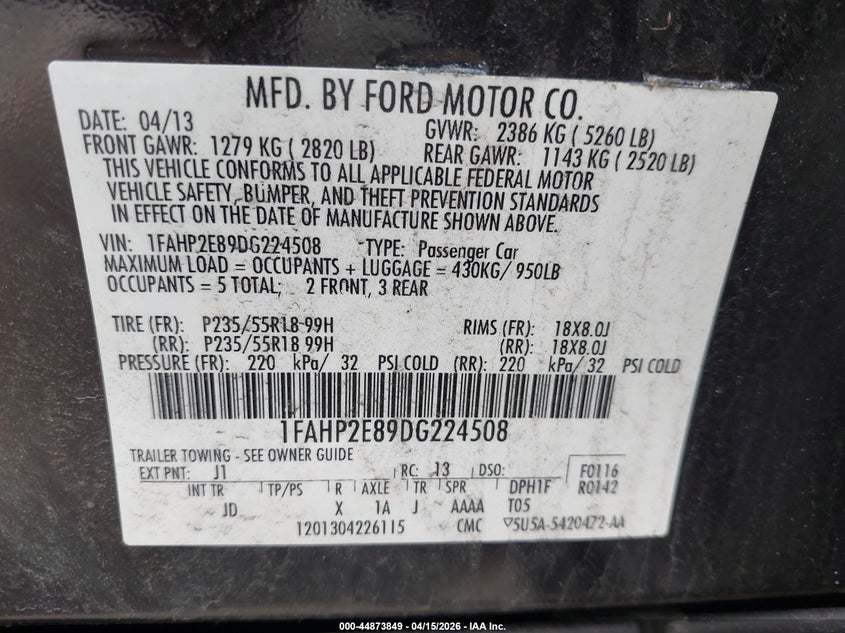 MFD. BY FORD MOTOR CO.
DATE: 04/13 GVWR: 2386 KG ( 5260 LB)
FRONT GAWR: 1279 KG ( 2820 LB) REAR GAWR: 1143 KG ( 2520 LB)
THIS VEHICLE CONFORMS TO ALL APPLICABLE FEDERAL MOTOR
VEHICLE SAFETY, BUMPER, AND THEFT PREVENTION STANDARDS
IN EFFECT ON THE DATE OF MANUFACTURE SHOWN ABOVE.
VIN: 1FAHP2E89DG224508 TYPE: Passenger Car
MAXIMUM LOAD = OCCUPANTS + LUGGAGE = 430KG/ 950LB
OCCUPANTS = 5 TOTAL; 2 FRONT, 3 REAR
TIRE (FR): P235/55R18 99H RIMS (FR): 18X8.0J
(RR): P235/55R18 99H (RR): 18X8.0J
PRESSURE (FR): 220 kPa/ 32 PSI COLD (RR): 220 kPa/ 32 PSI COLD
1FAHP2E89DG224508
TRAILER TOWING - SEE OWNER GUIDE
EXT PNT: J1 RC: 13 DSO: F0116
INT TR TP/PS R AXLE TR SPR DPH1F R0142
JD X 1A J AAAA T05
1201304226115 CMC ▽5U5A-5420472-AA
000-44873849 - 04/15/2026 - IAA Inc.